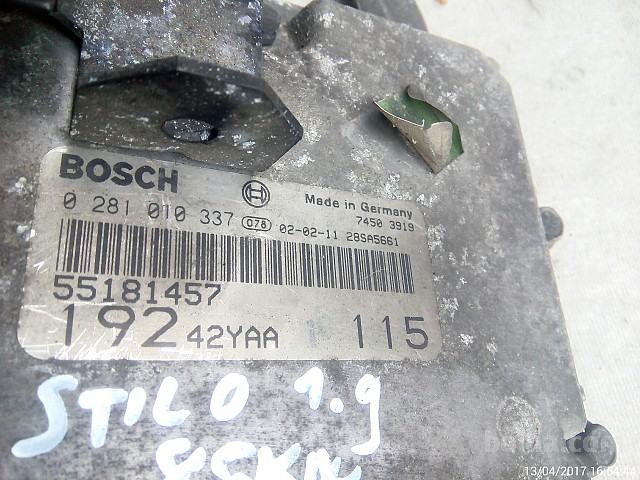 BOSCH
Made in Germany
0 281 010 337 078 02-02-11 28SA5661
7450 3919
55181457
192 42YAA 115
STILO 1.9
13/04/2017 16:54:44